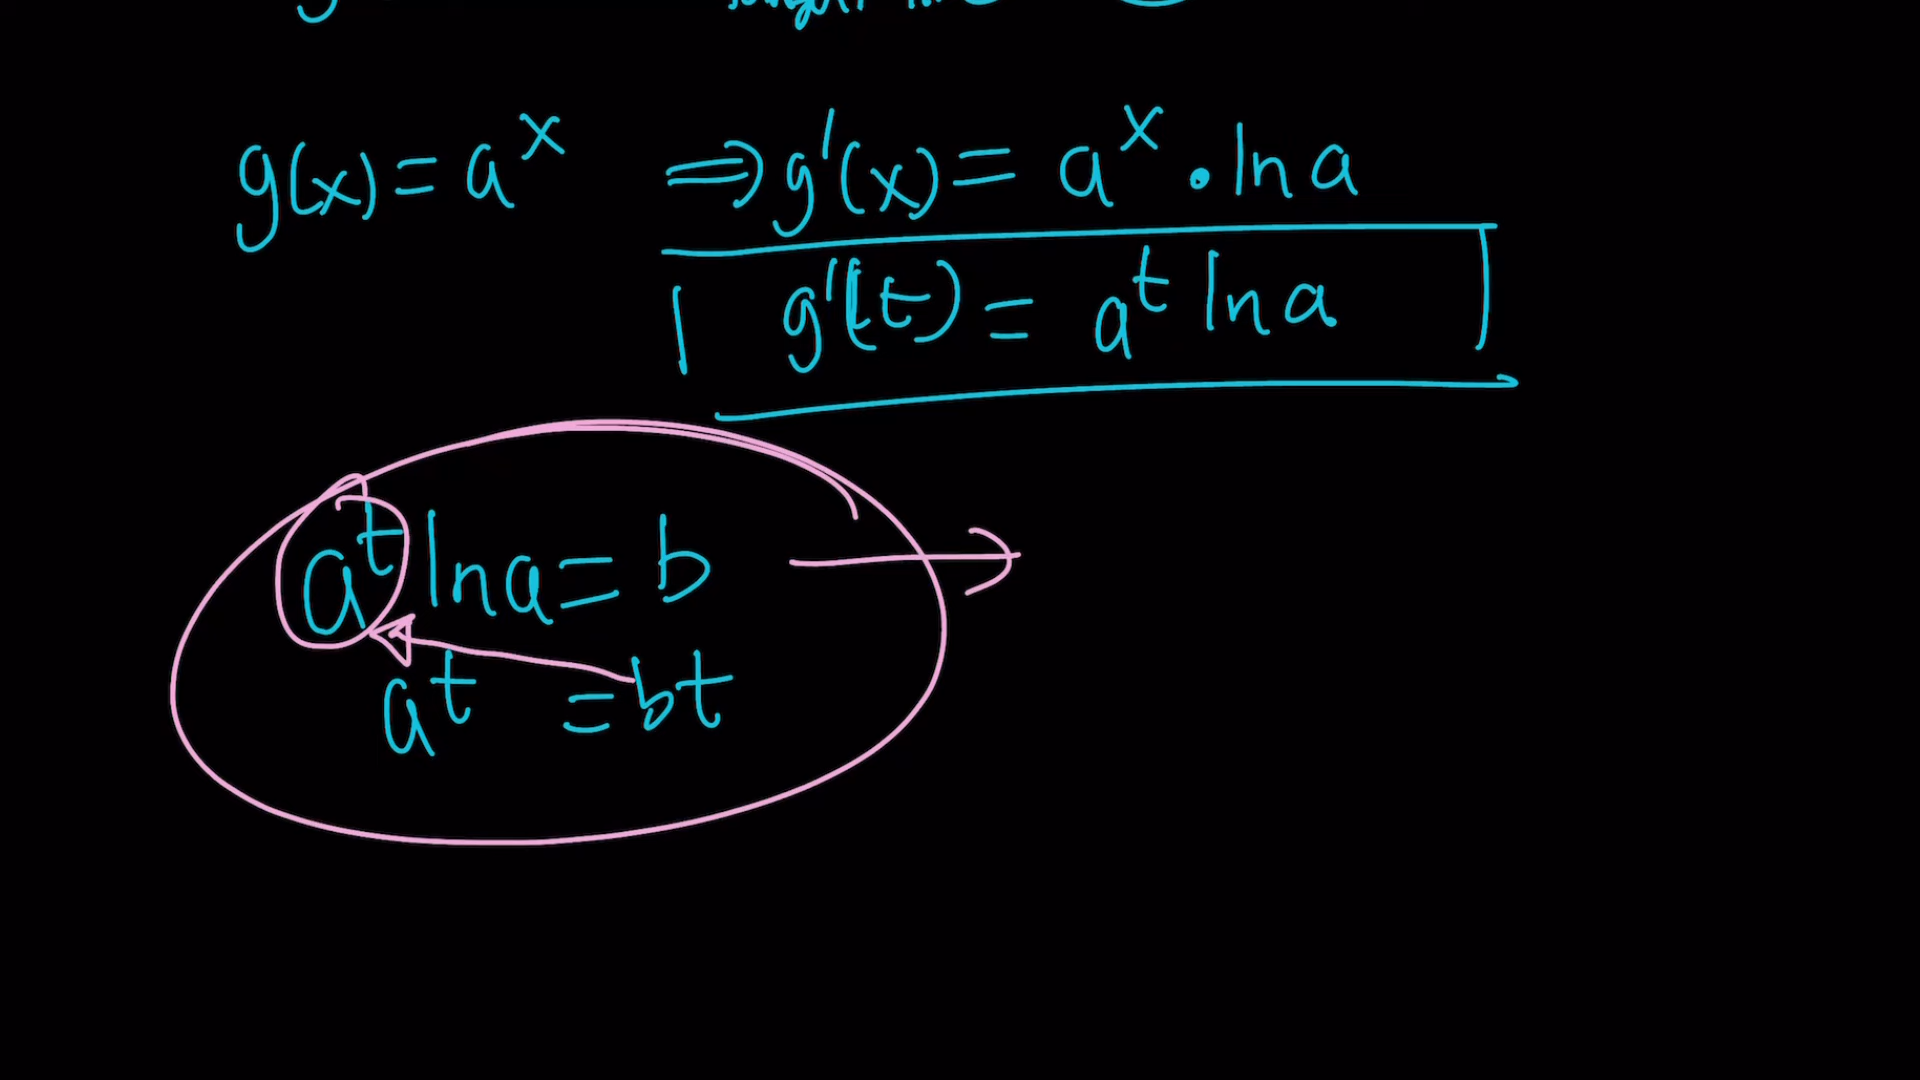 g(x) = a^x ⇒ g'(x) = a^x · ln a
g'(t) = a^t ln a
a^t ln a = b →
a^t = bt